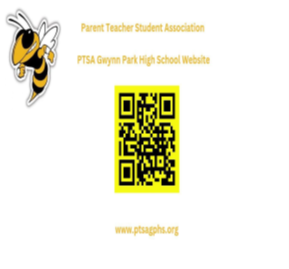 Parent Teacher Student Association
PTSA Gwynn Park High School Website
www.ptsagphs.org